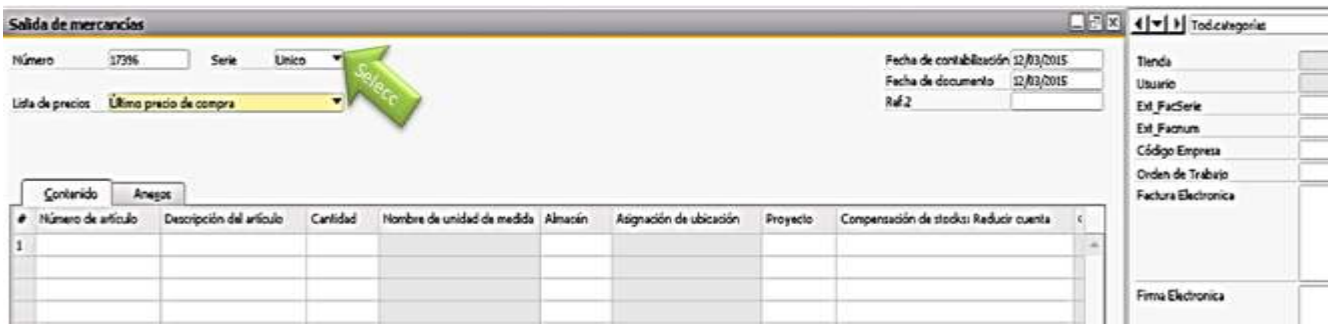 Salida de mercancías
Número 17396 Serie Unico
Selecc
Lista de precios Último precio de compra
Fecha de contabilización 12/03/2015
Fecha de documento 12/03/2015
Ref.2
Contenido Anexos
# Número de artículo Descripción del artículo Cantidad Nombre de unidad de medida Almacén Asignación de ubicación Proyecto Compensación de stocks: Reducir cuenta
1
Tod.categorías
Tienda
Usuario
Ext_FacSerie
Ext_Facnum
Código Empresa
Orden de Trabajo
Factura Electronica
Firma Electronica